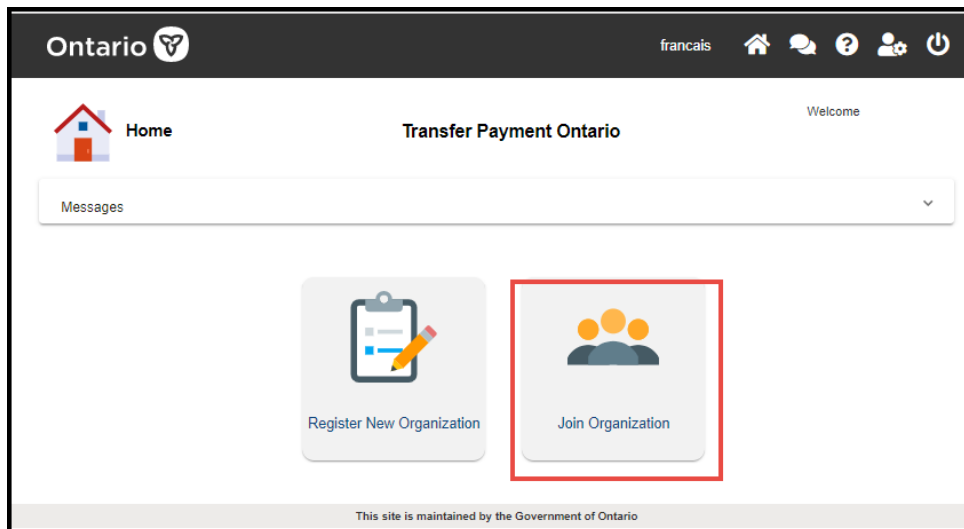 Ontario
francais
Home
Transfer Payment Ontario
Welcome
Messages
Register New Organization
Join Organization
This site is maintained by the Government of Ontario